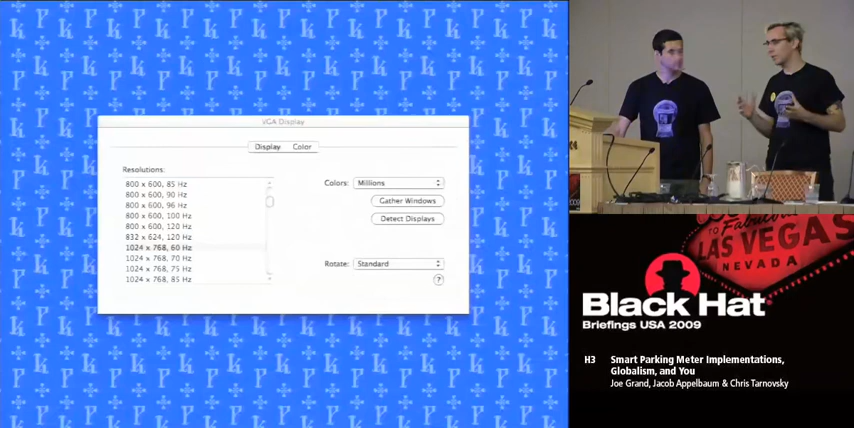 VGA Display
Display Color
Resolutions:
800 x 600, 85 Hz
800 x 600, 90 Hz
800 x 600, 96 Hz
800 x 600, 100 Hz
800 x 600, 120 Hz
832 x 624, 120 Hz
1024 x 768, 60 Hz
1024 x 768, 70 Hz
1024 x 768, 75 Hz
1024 x 768, 85 Hz
Colors: Millions
Gather Windows
Detect Displays
Rotate: Standard
?
TO Fabulous
LAS VEGAS
NEVADA
Black Hat
Briefings USA 2009
H3 Smart Parking Meter Implementations,
Globalism, and You
Joe Grand, Jacob Appelbaum & Chris Tarnovsky